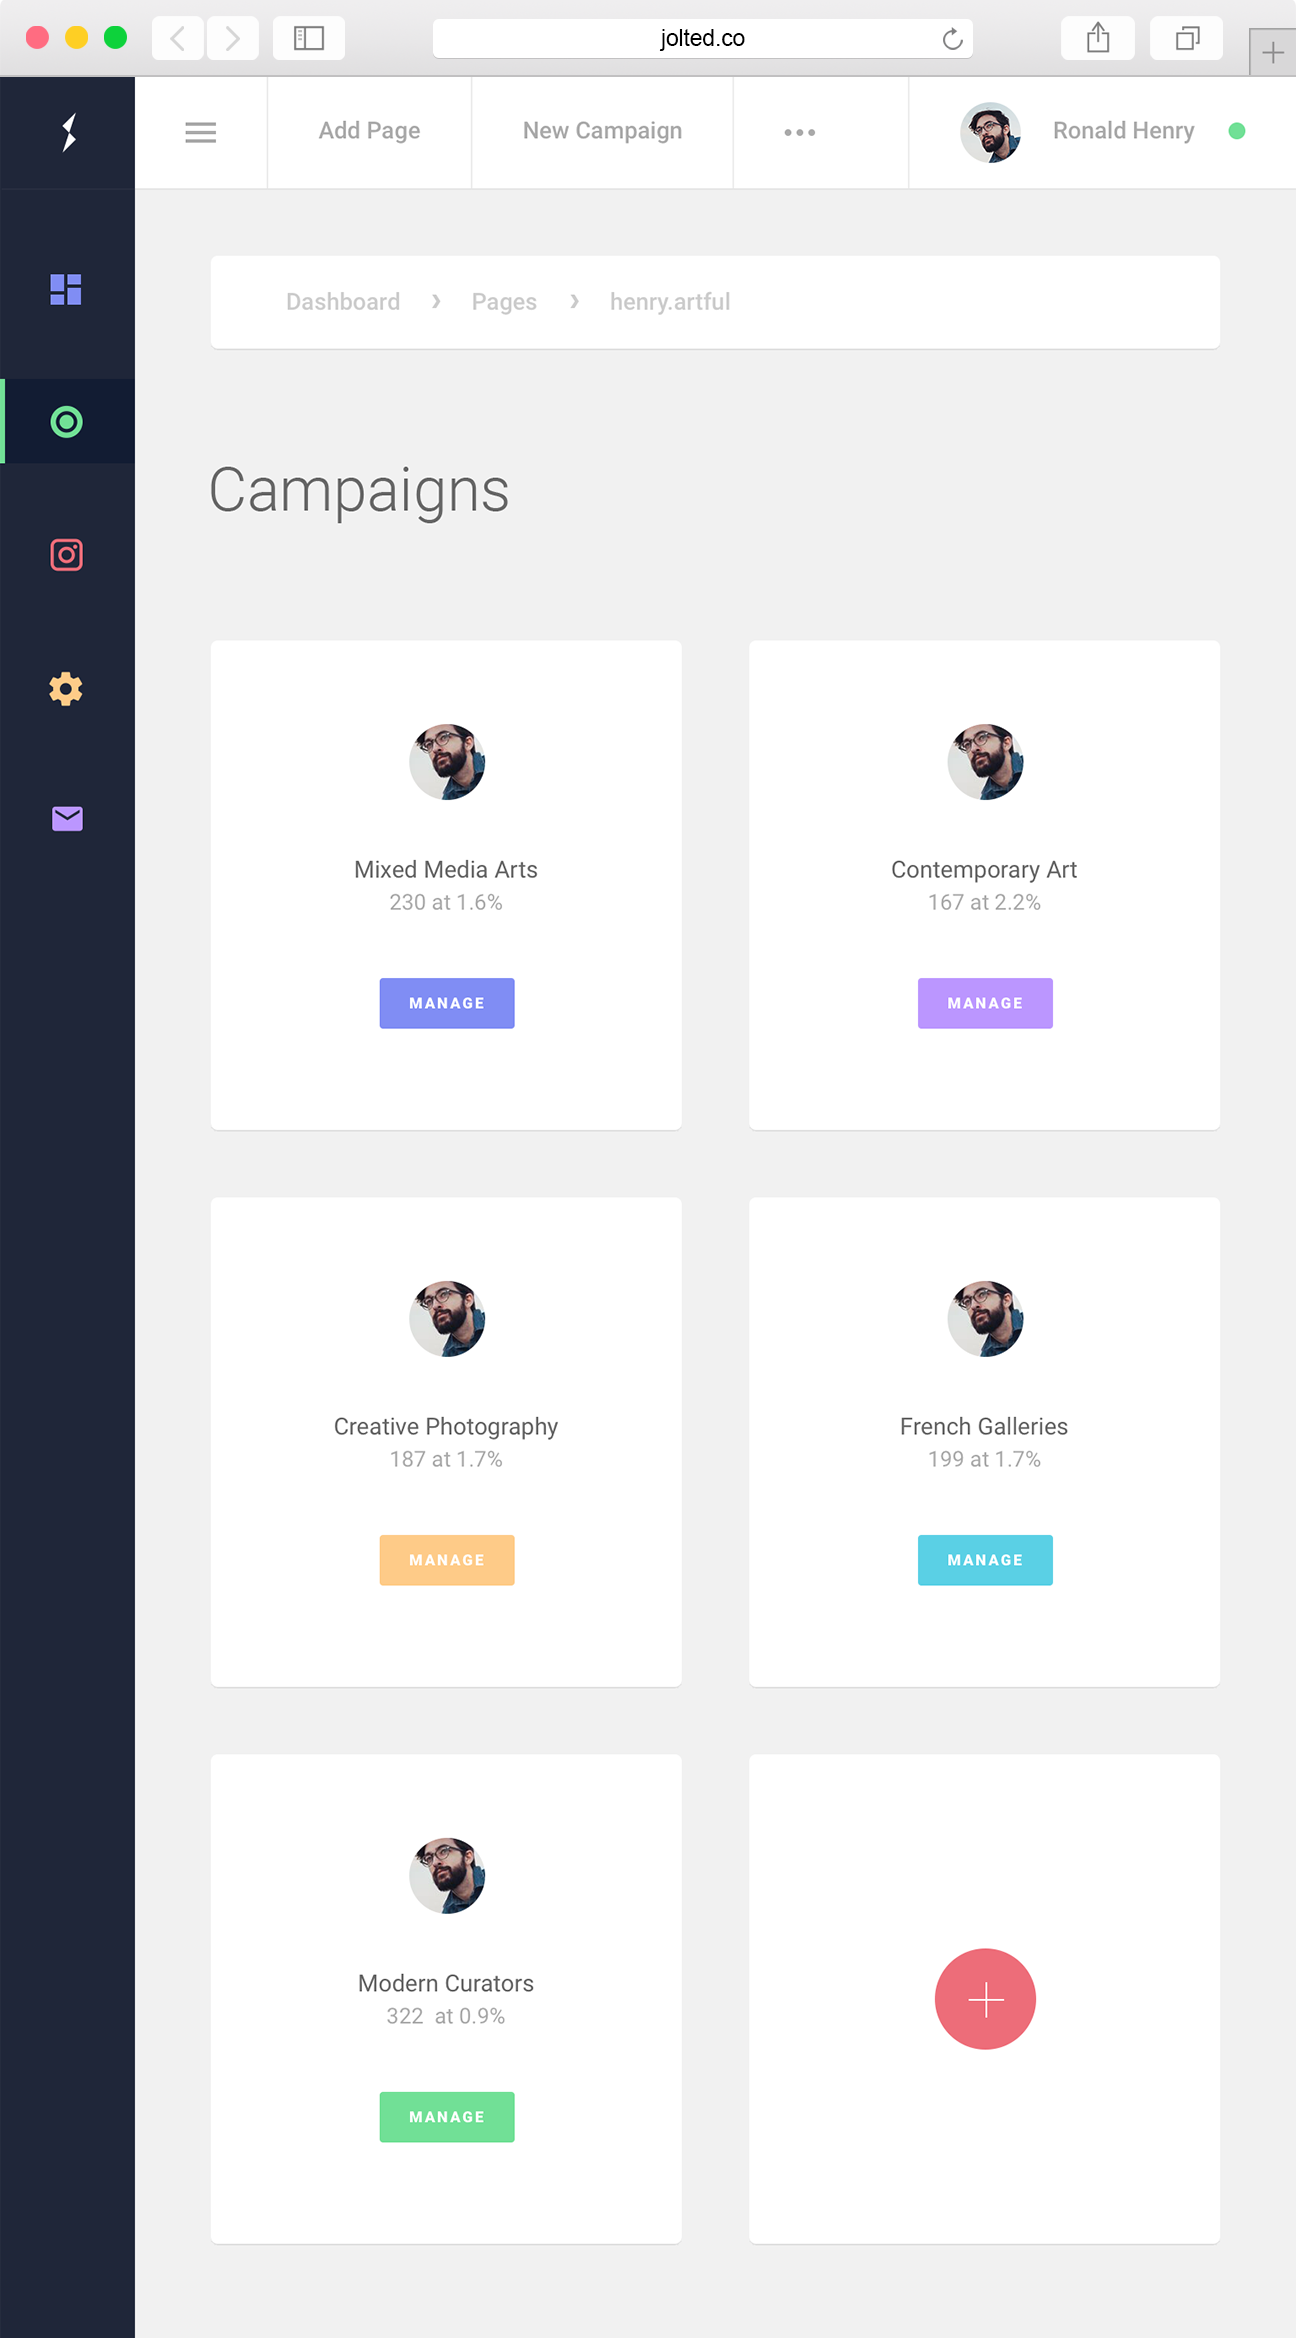 jolted.co
Add Page
New Campaign
Ronald Henry
Dashboard › Pages › henry.artful
Campaigns
Mixed Media Arts
230 at 1.6%
MANAGE
Contemporary Art
167 at 2.2%
MANAGE
Creative Photography
187 at 1.7%
MANAGE
French Galleries
199 at 1.7%
MANAGE
Modern Curators
322 at 0.9%
MANAGE